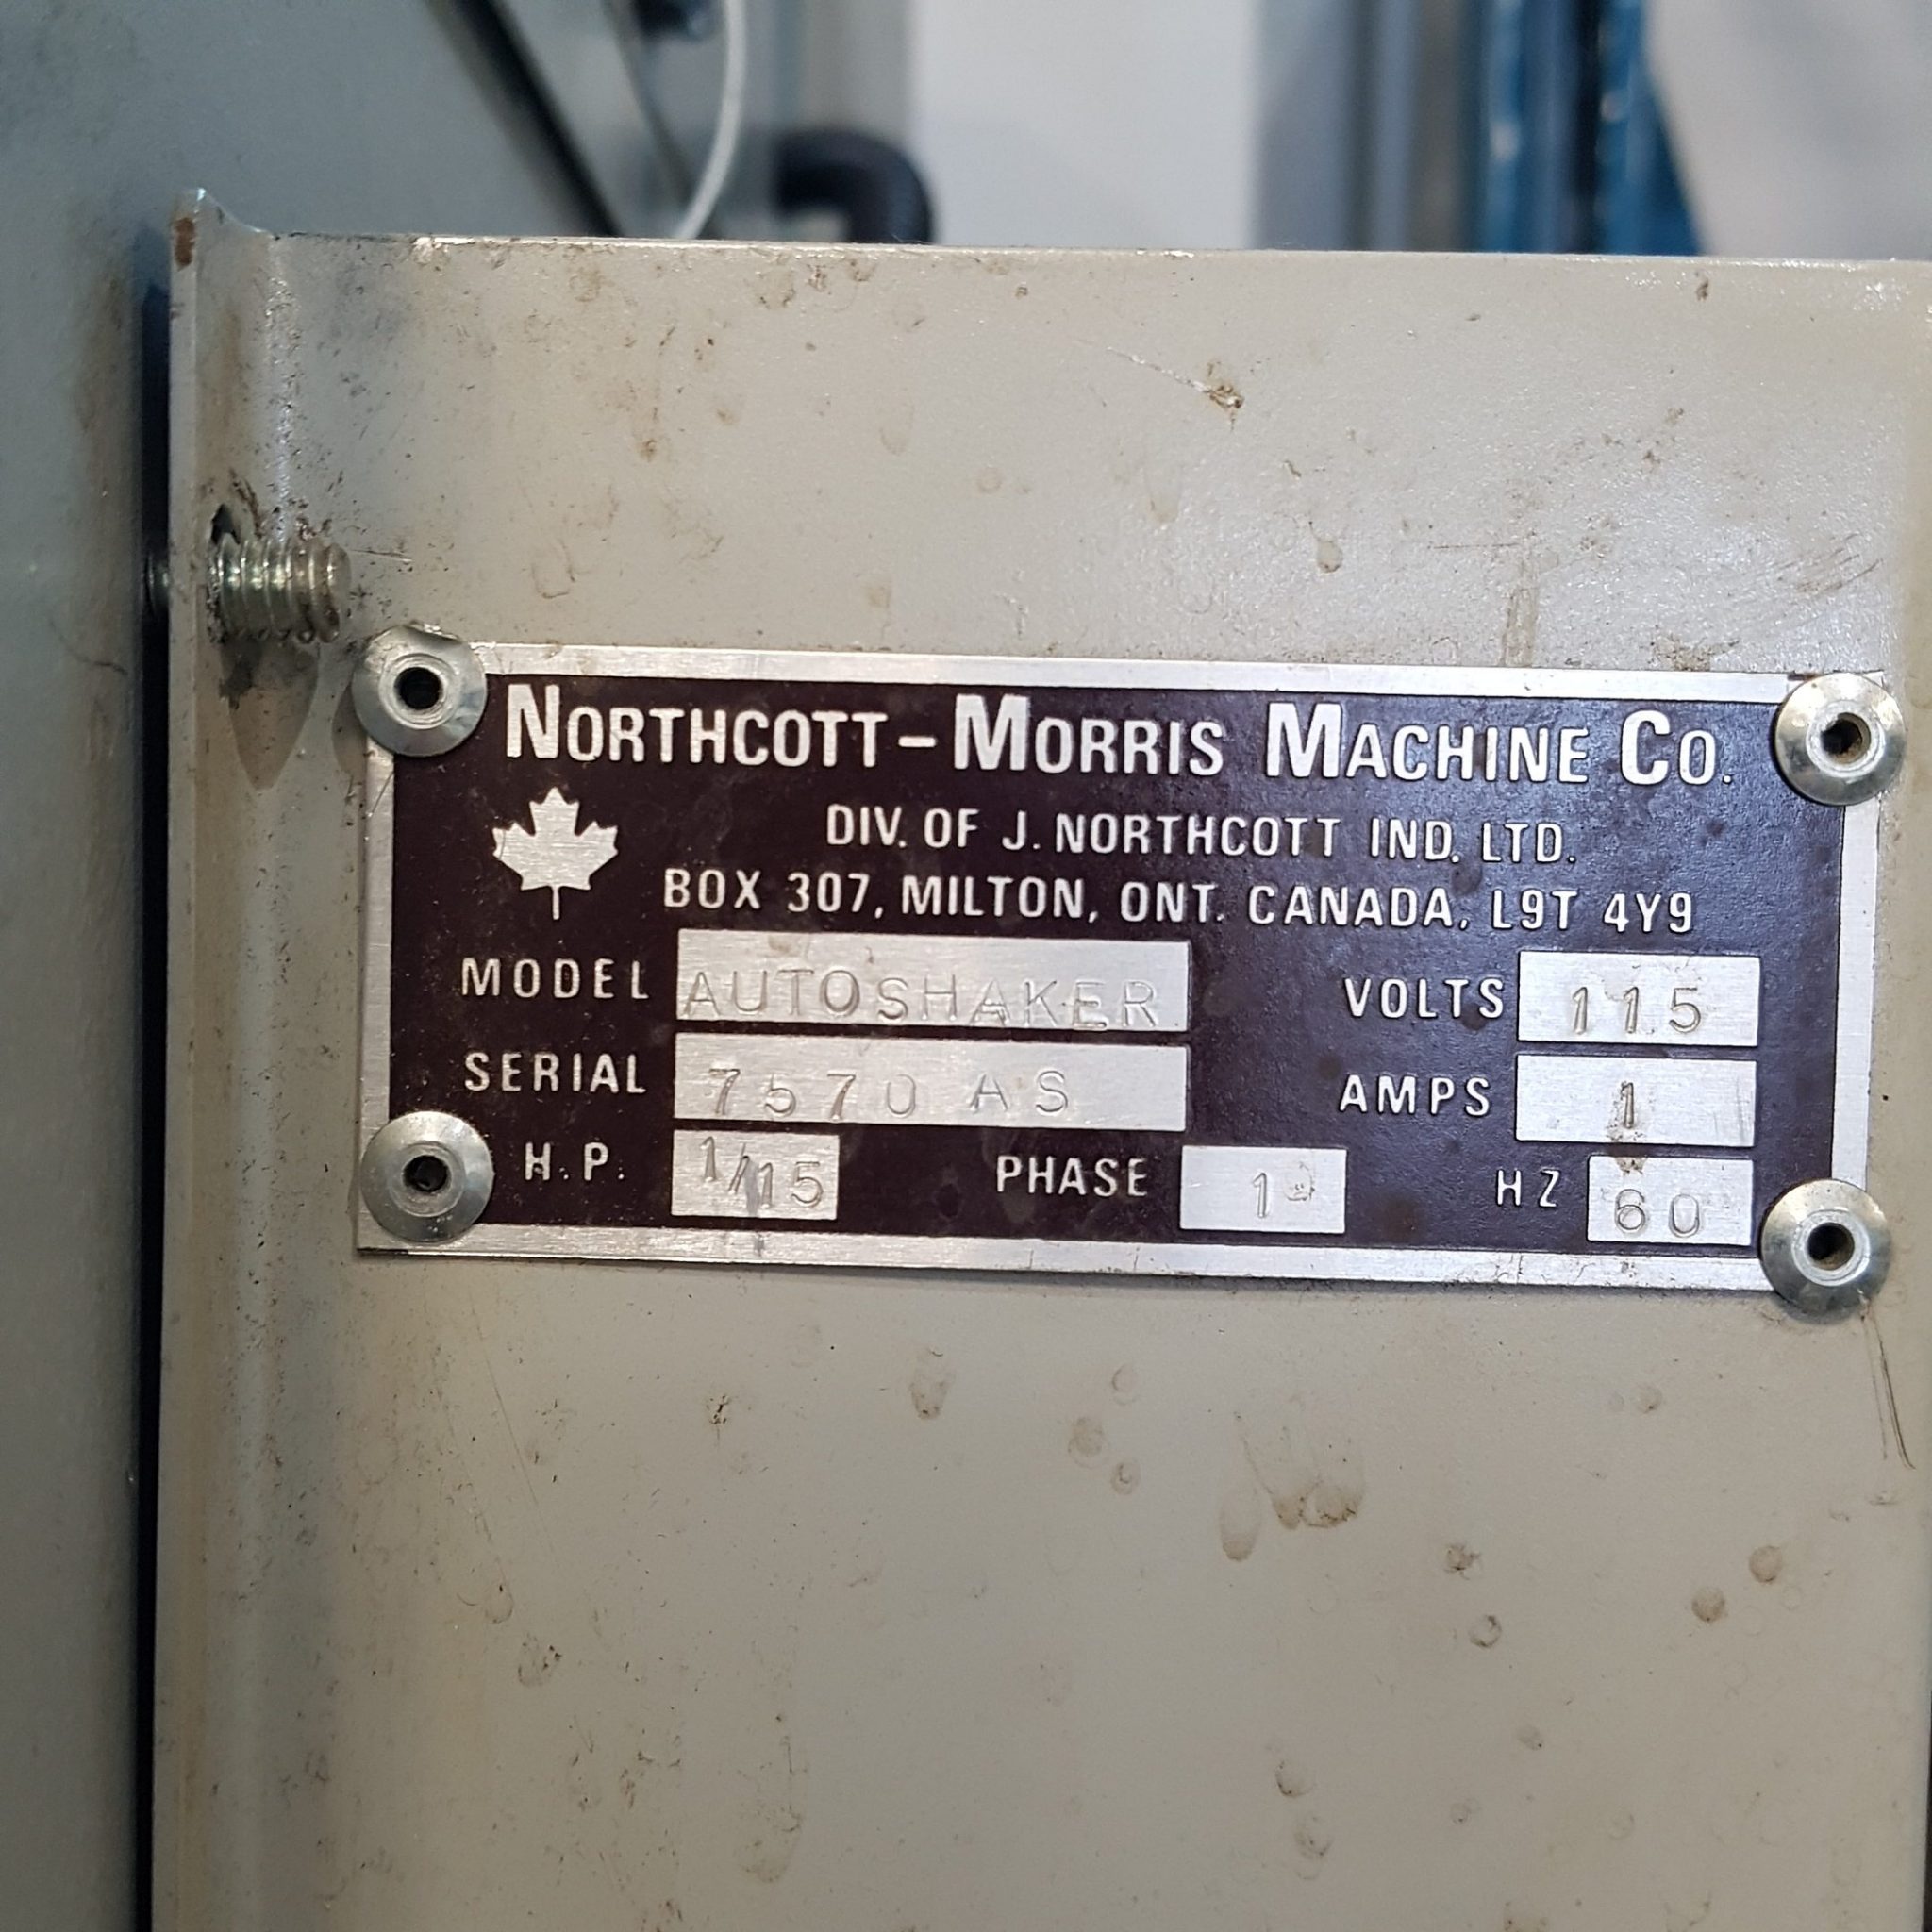 NORTHCOTT-MORRIS MACHINE CO.
DIV. OF J. NORTHCOTT IND. LTD.
BOX 307, MILTON, ONT. CANADA, L9T 4Y9
MODEL AUTOSHAKER VOLTS 115
SERIAL 7570 AS AMPS 1
H.P. 1/15 PHASE 1 HZ 60